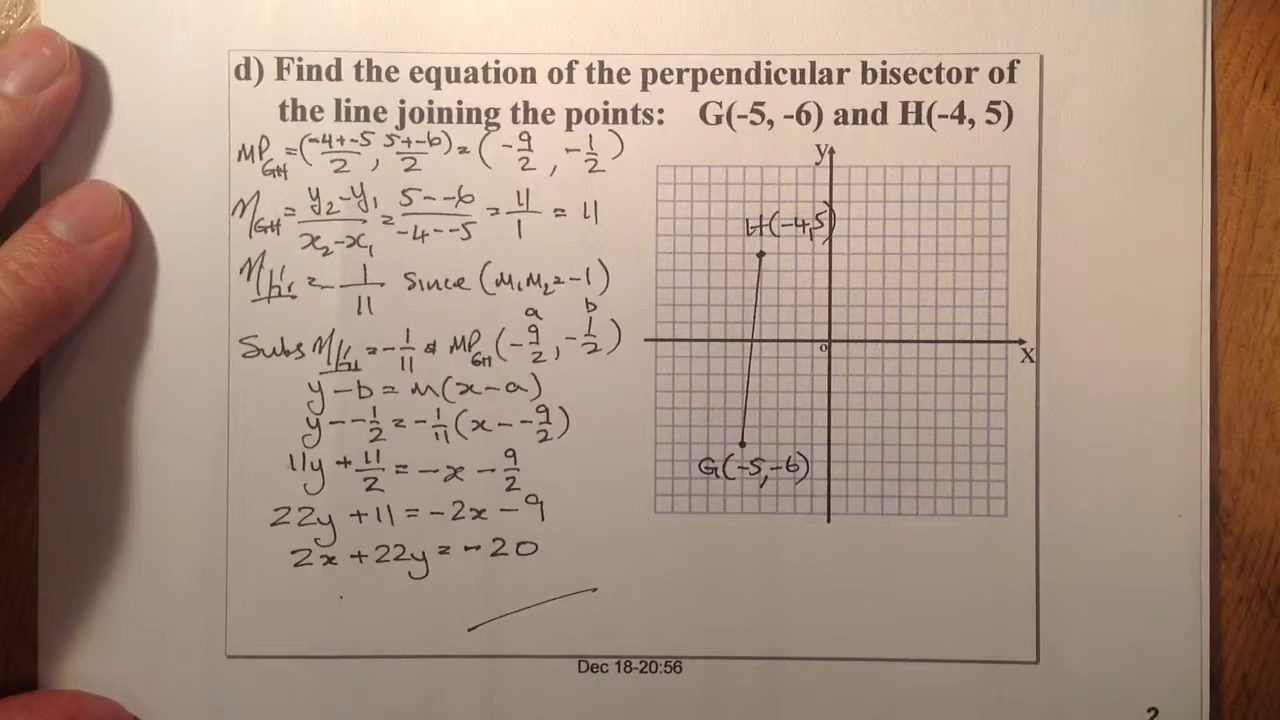 d) Find the equation of the perpendicular bisector of
the line joining the points: G(-5, -6) and H(-4, 5)
MP_GH = (-4+-5/2, 5+-6/2) = (-9/2, -1/2)
M_GH = y₂-y₁/x₂-x₁ = 5--6/-4--5 = 11/1 = 11
M_⊥'r = -1/11 Since (M₁M₂=-1)
a b
Subs M_⊥'r = -1/11 & MP_GH (-9/2, -1/2)
y-b = m(x-a)
y--1/2 = -1/11(x--9/2)
11y + 11/2 = -x - 9/2
22y + 11 = -2x - 9
2x + 22y = -20
y
H(-4,5)
o
x
G(-5,-6)
Dec 18-20:56
2